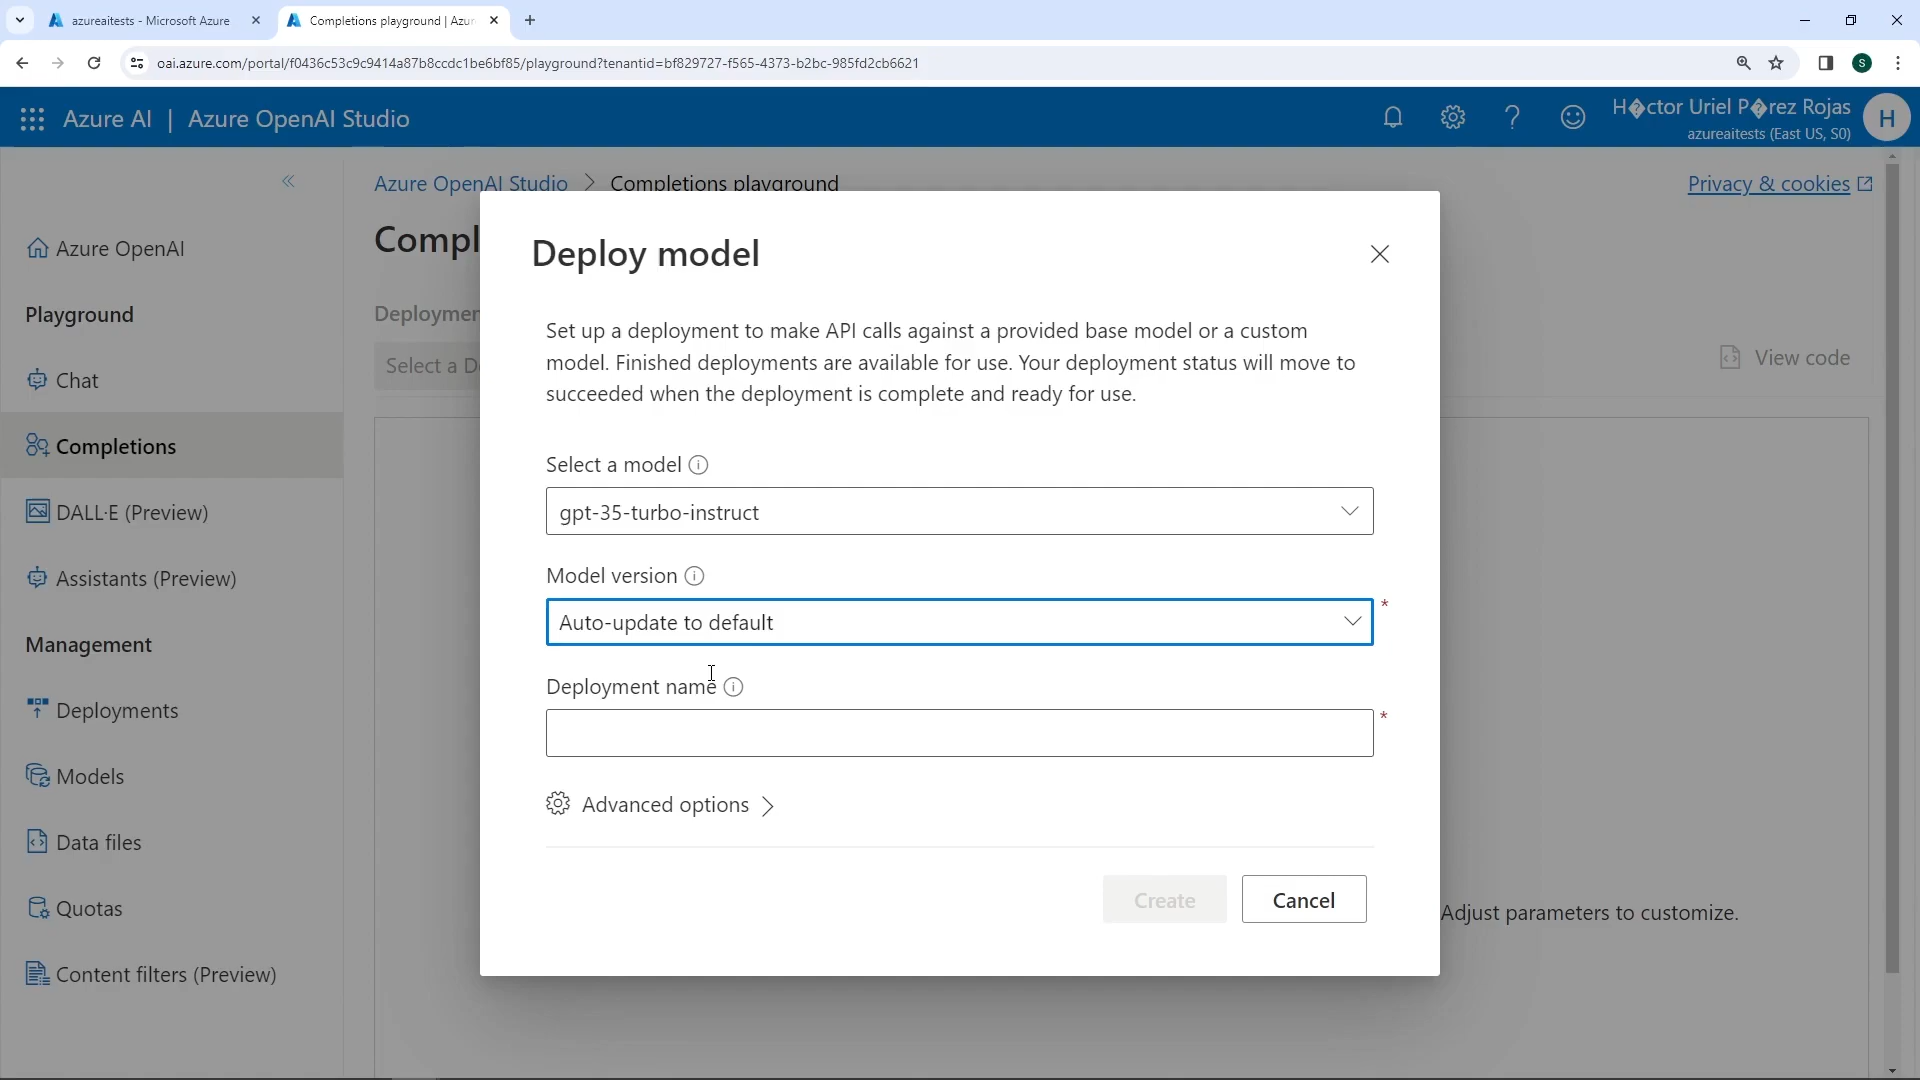 azureaitests - Microsoft Azure
Completions playground | Azur
oai.azure.com/portal/f0436c53c9c9414a87b8ccdc1be6bf85/playground?tenantid=bf829727-f565-4373-b2bc-985fd2cb6621
S
Azure AI | Azure OpenAI Studio
H�ctor Uriel P�rez Rojas
azureaitests (East US, S0)
H
Azure OpenAI Studio > Completions playground
Privacy & cookies
Compl
Azure OpenAI
Playground
Chat
Completions
DALL·E (Preview)
Assistants (Preview)
Management
Deployments
Models
Data files
Quotas
Content filters (Preview)
Deploymen
Select a D
View code
Deploy model
Set up a deployment to make API calls against a provided base model or a custom
model. Finished deployments are available for use. Your deployment status will move to
succeeded when the deployment is complete and ready for use.
Select a model
gpt-35-turbo-instruct
Model version
Auto-update to default
*
Deployment name
*
Advanced options
Create
Cancel
Adjust parameters to customize.